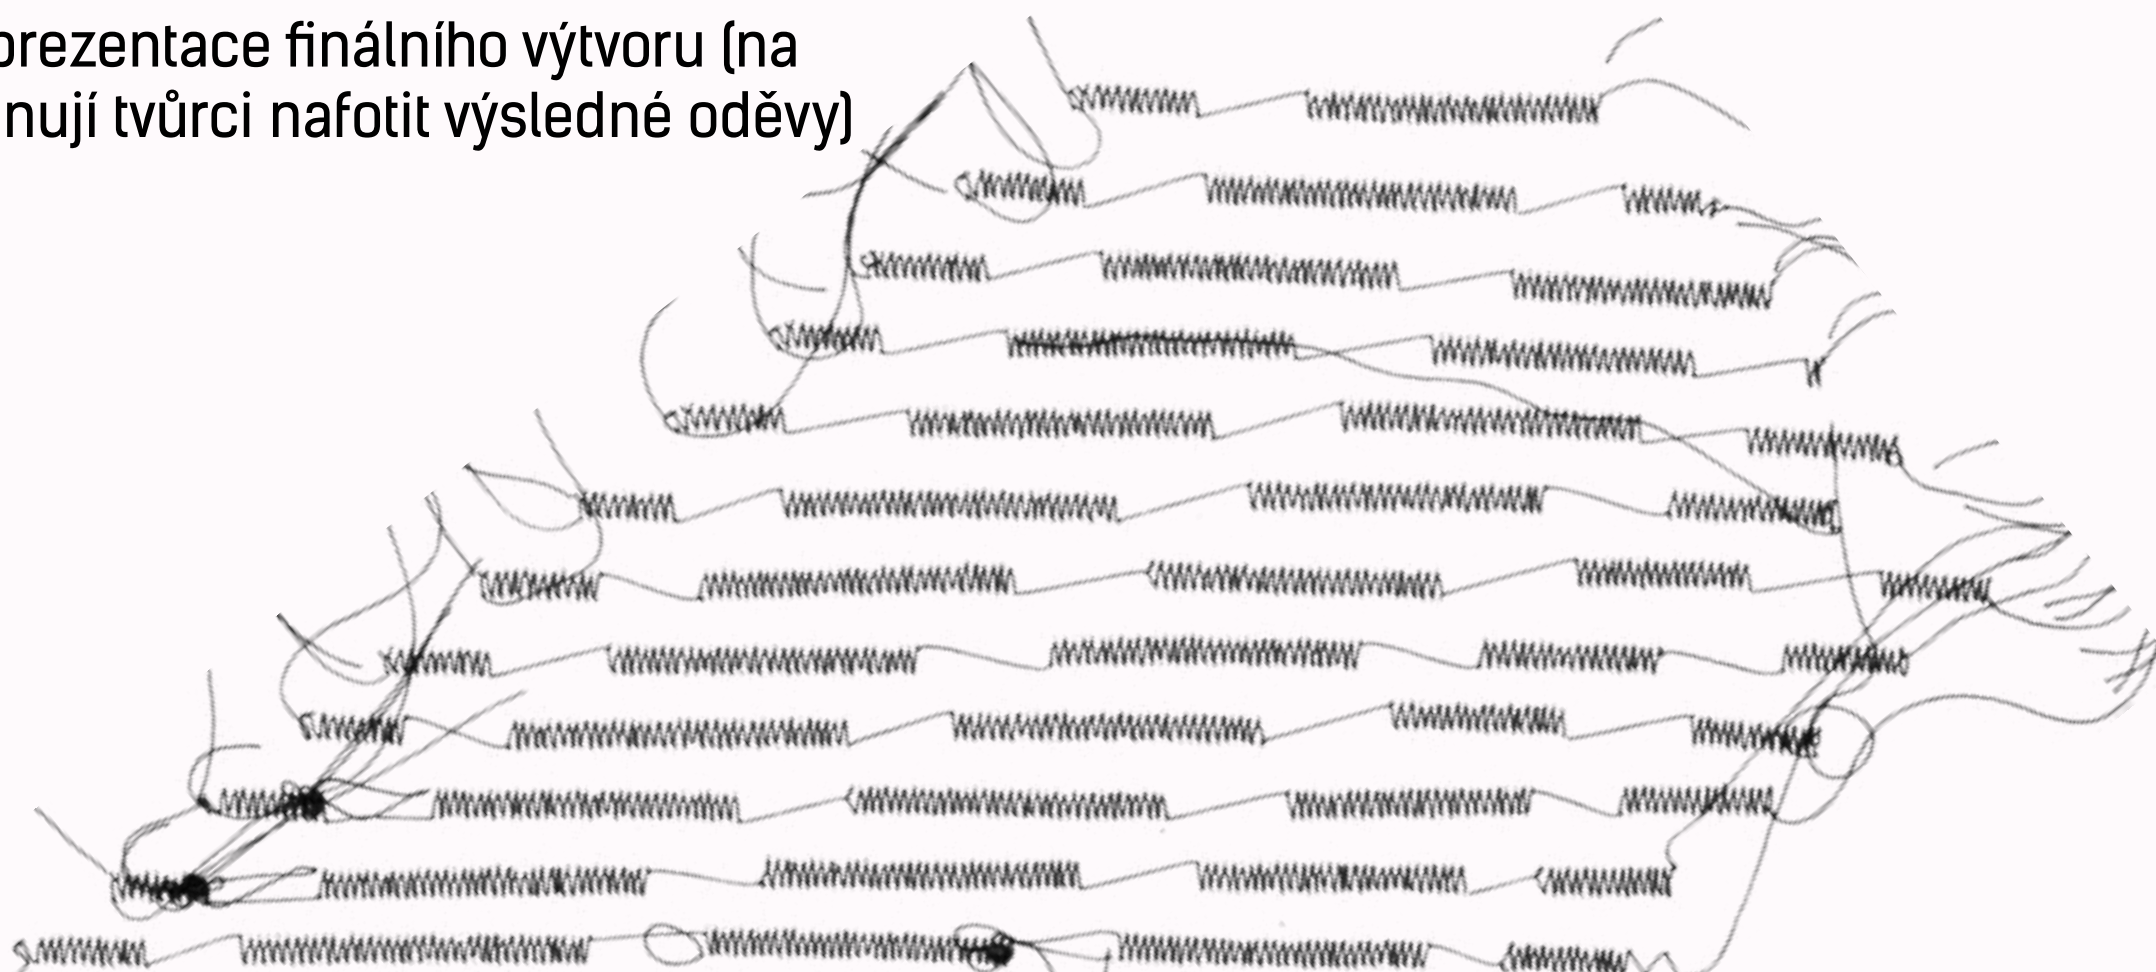 prezentace finálního výtvoru (na
nují tvůrci nafotit výsledné oděvy)